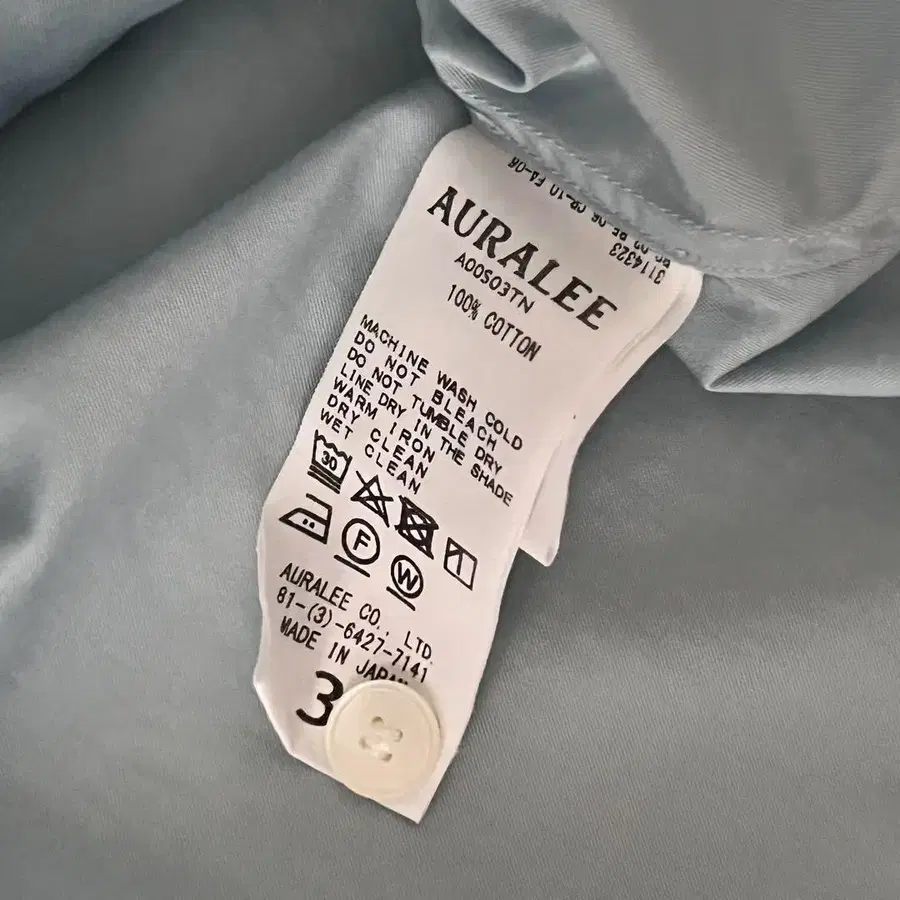 AURALEE
A00S03TN
100% COTTON
MACHINE WASH COLD
DO NOT BLEACH
DO NOT TUMBLE DRY
LINE DRY IN THE SHADE
WARM IRON
DRY CLEAN
WET CLEAN
30
F
W
AURALEE CO., LTD.
81-(3)-6427-7141
MADE IN JAPAN
3
3114323